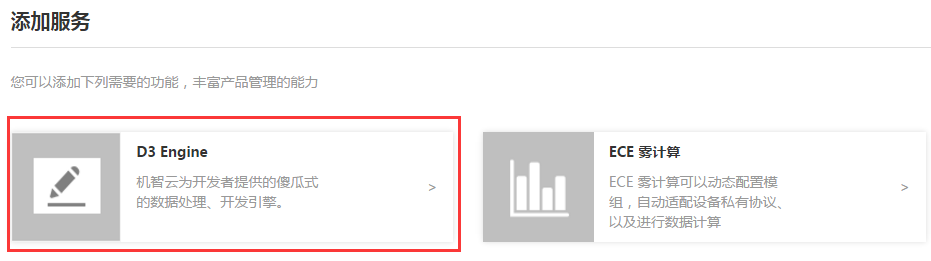 添加服务
您可以添加下列需要的功能，丰富产品管理的能力
D3 Engine
机智云为开发者提供的傻瓜式
的数据处理、开发引擎。
>
ECE 雾计算
ECE 雾计算可以动态配置模
组，自动适配设备私有协议、
以及进行数据计算
>